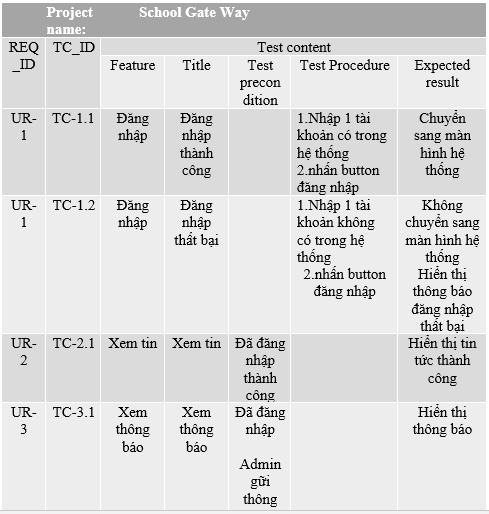 Project name: School Gate Way
REQ_ID TC_ID Test content
Feature Title Test precondition Test Procedure Expected result
UR-1 TC-1.1 Đăng nhập Đăng nhập thành công 1.Nhập 1 tài khoản có trong hệ thống 2.nhấn button đăng nhập Chuyển sang màn hình hệ thống
UR-1 TC-1.2 Đăng nhập Đăng nhập thất bại 1.Nhập 1 tài khoản không có trong hệ thống 2.nhấn button đăng nhập Không chuyển sang màn hình hệ thống Hiển thị thông báo đăng nhập thất bại
UR-2 TC-2.1 Xem tin Xem tin Đã đăng nhập thành công Hiển thị tin tức thành công
UR-3 TC-3.1 Xem thông báo Xem thông báo Đã đăng nhập Admin gữi thông Hiển thị thông báo